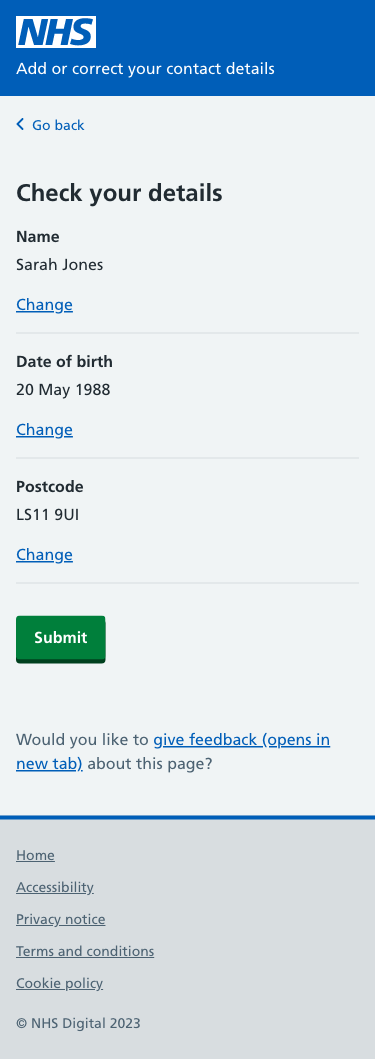 NHS
Add or correct your contact details
Go back
Check your details
Name
Sarah Jones
Change
Date of birth
20 May 1988
Change
Postcode
LS11 9UI
Change
Submit
Would you like to give feedback (opens in
new tab) about this page?
Home
Accessibility
Privacy notice
Terms and conditions
Cookie policy
© NHS Digital 2023